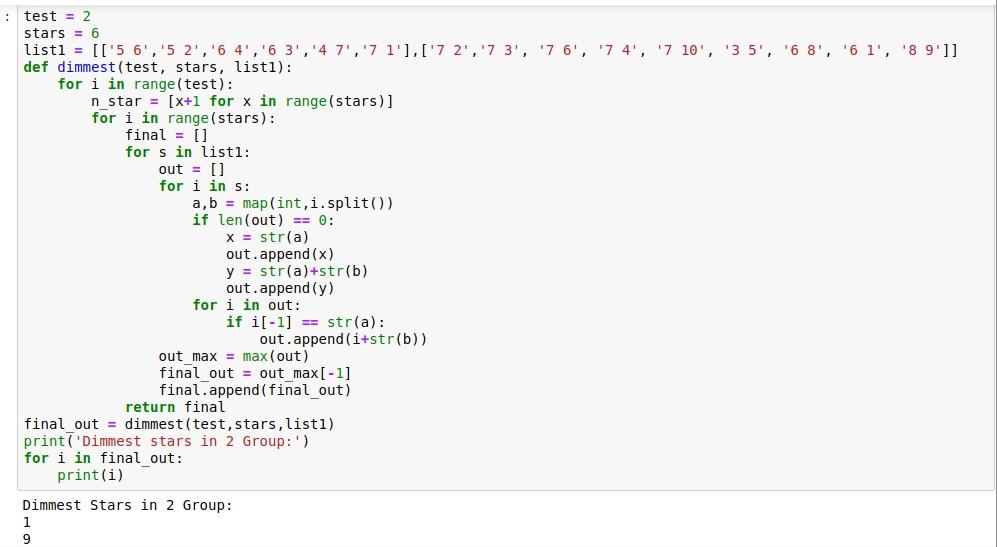 :
test = 2
stars = 6
list1 = [['5 6','5 2','6 4','6 3','4 7','7 1'],['7 2','7 3', '7 6', '7 4', '7 10', '3 5', '6 8', '6 1', '8 9']]
def dimmest(test, stars, list1):
    for i in range(test):
        n_star = [x+1 for x in range(stars)]
        for i in range(stars):
            final = []
            for s in list1:
                out = []
                for i in s:
                    a,b = map(int,i.split())
                    if len(out) == 0:
                        x = str(a)
                        out.append(x)
                        y = str(a)+str(b)
                        out.append(y)
                    for i in out:
                        if i[-1] == str(a):
                            out.append(i+str(b))
                out_max = max(out)
                final_out = out_max[-1]
                final.append(final_out)
            return final
final_out = dimmest(test,stars,list1)
print('Dimmest stars in 2 Group:')
for i in final_out:
    print(i)
Dimmest Stars in 2 Group:
1
9